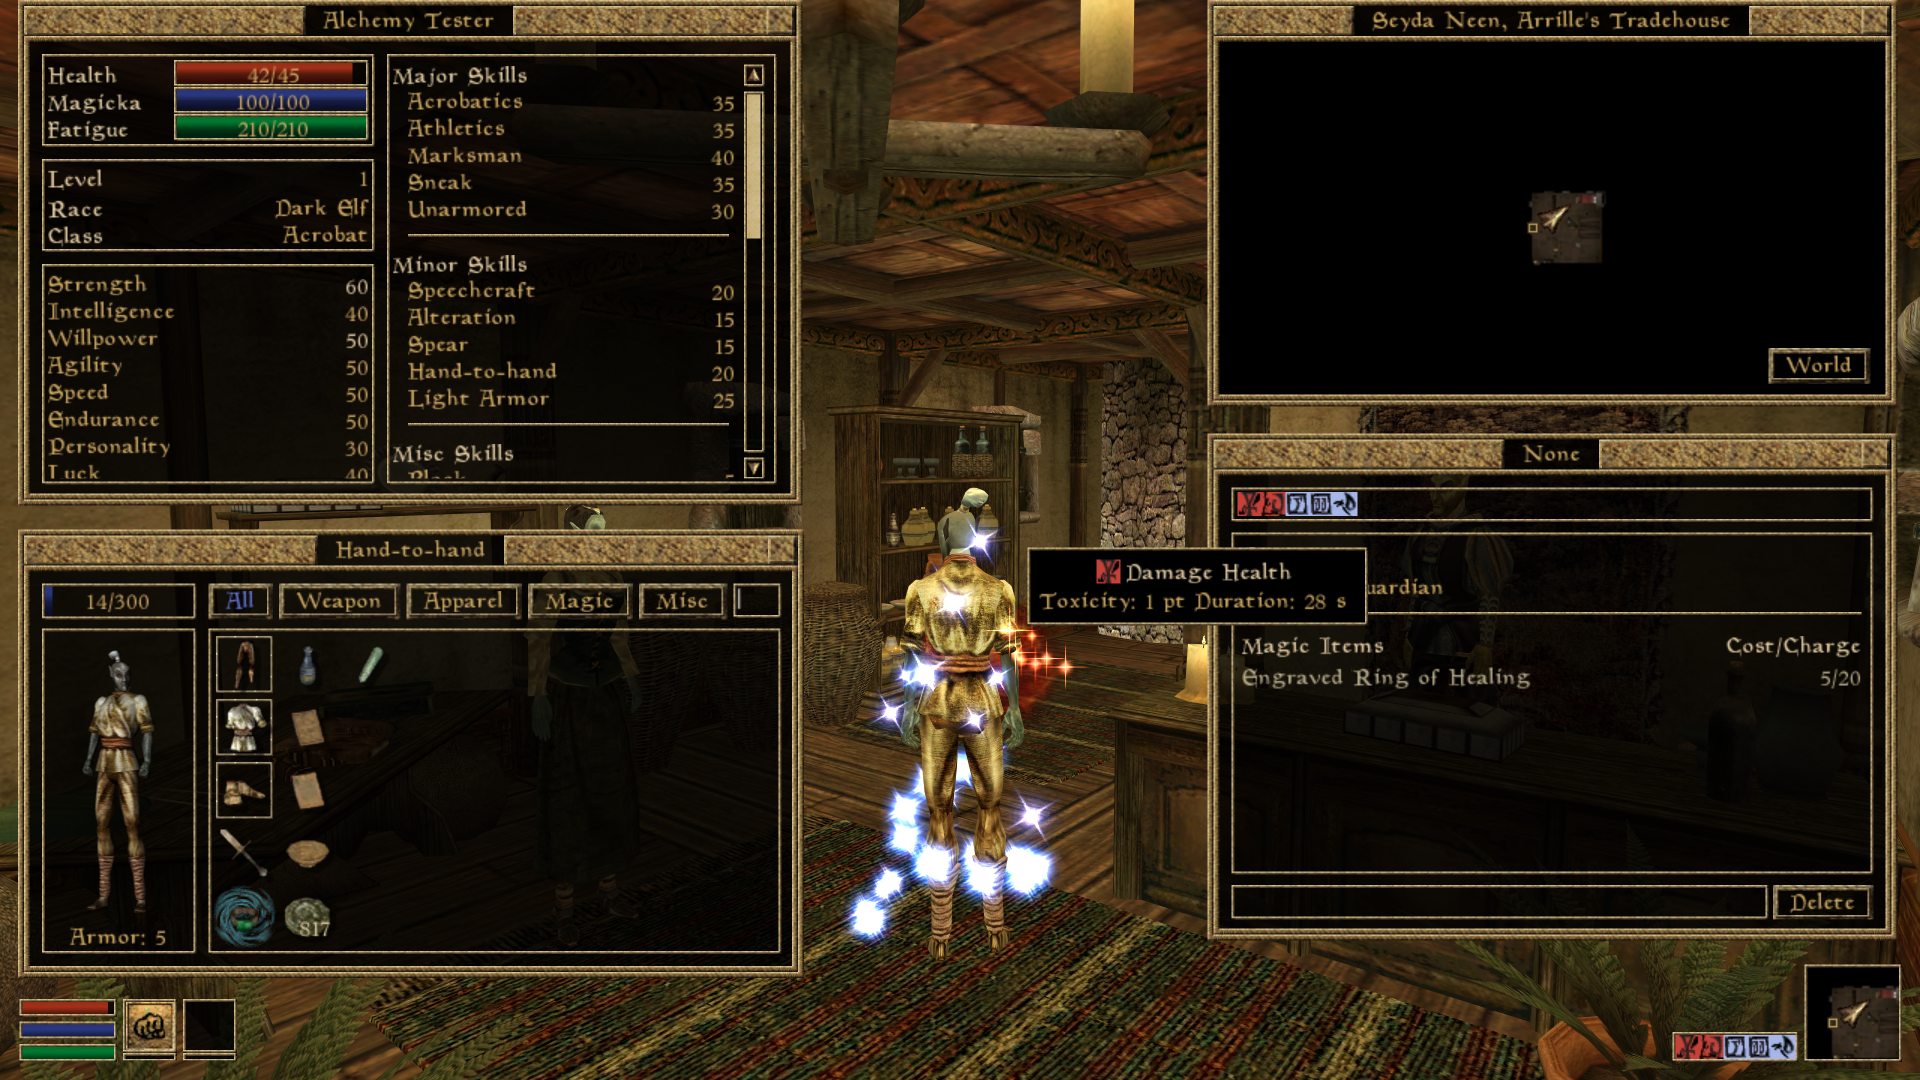 Alchemy Tester
Health 42/45
Magicka 100/100
Fatigue 210/210
Level 1
Race Dark Elf
Class Acrobat
Strength 60
Intelligence 40
Willpower 50
Agility 50
Speed 50
Endurance 50
Personality 30
Luck 40
Major Skills
Acrobatics 35
Athletics 35
Marksman 40
Sneak 35
Unarmored 30
Minor Skills
Speechcraft 20
Alteration 15
Spear 15
Hand-to-hand 20
Light Armor 25
Misc Skills
Seyda Neen, Arrille's Tradehouse
World
Hand-to-hand
14/300
All Weapon Apparel Magic Misc
Armor: 5
817
None
Damage Health
Toxicity: 1 pt Duration: 28 s
uardian
Magic Items Cost/Charge
Engraved Ring of Healing 5/20
Delete